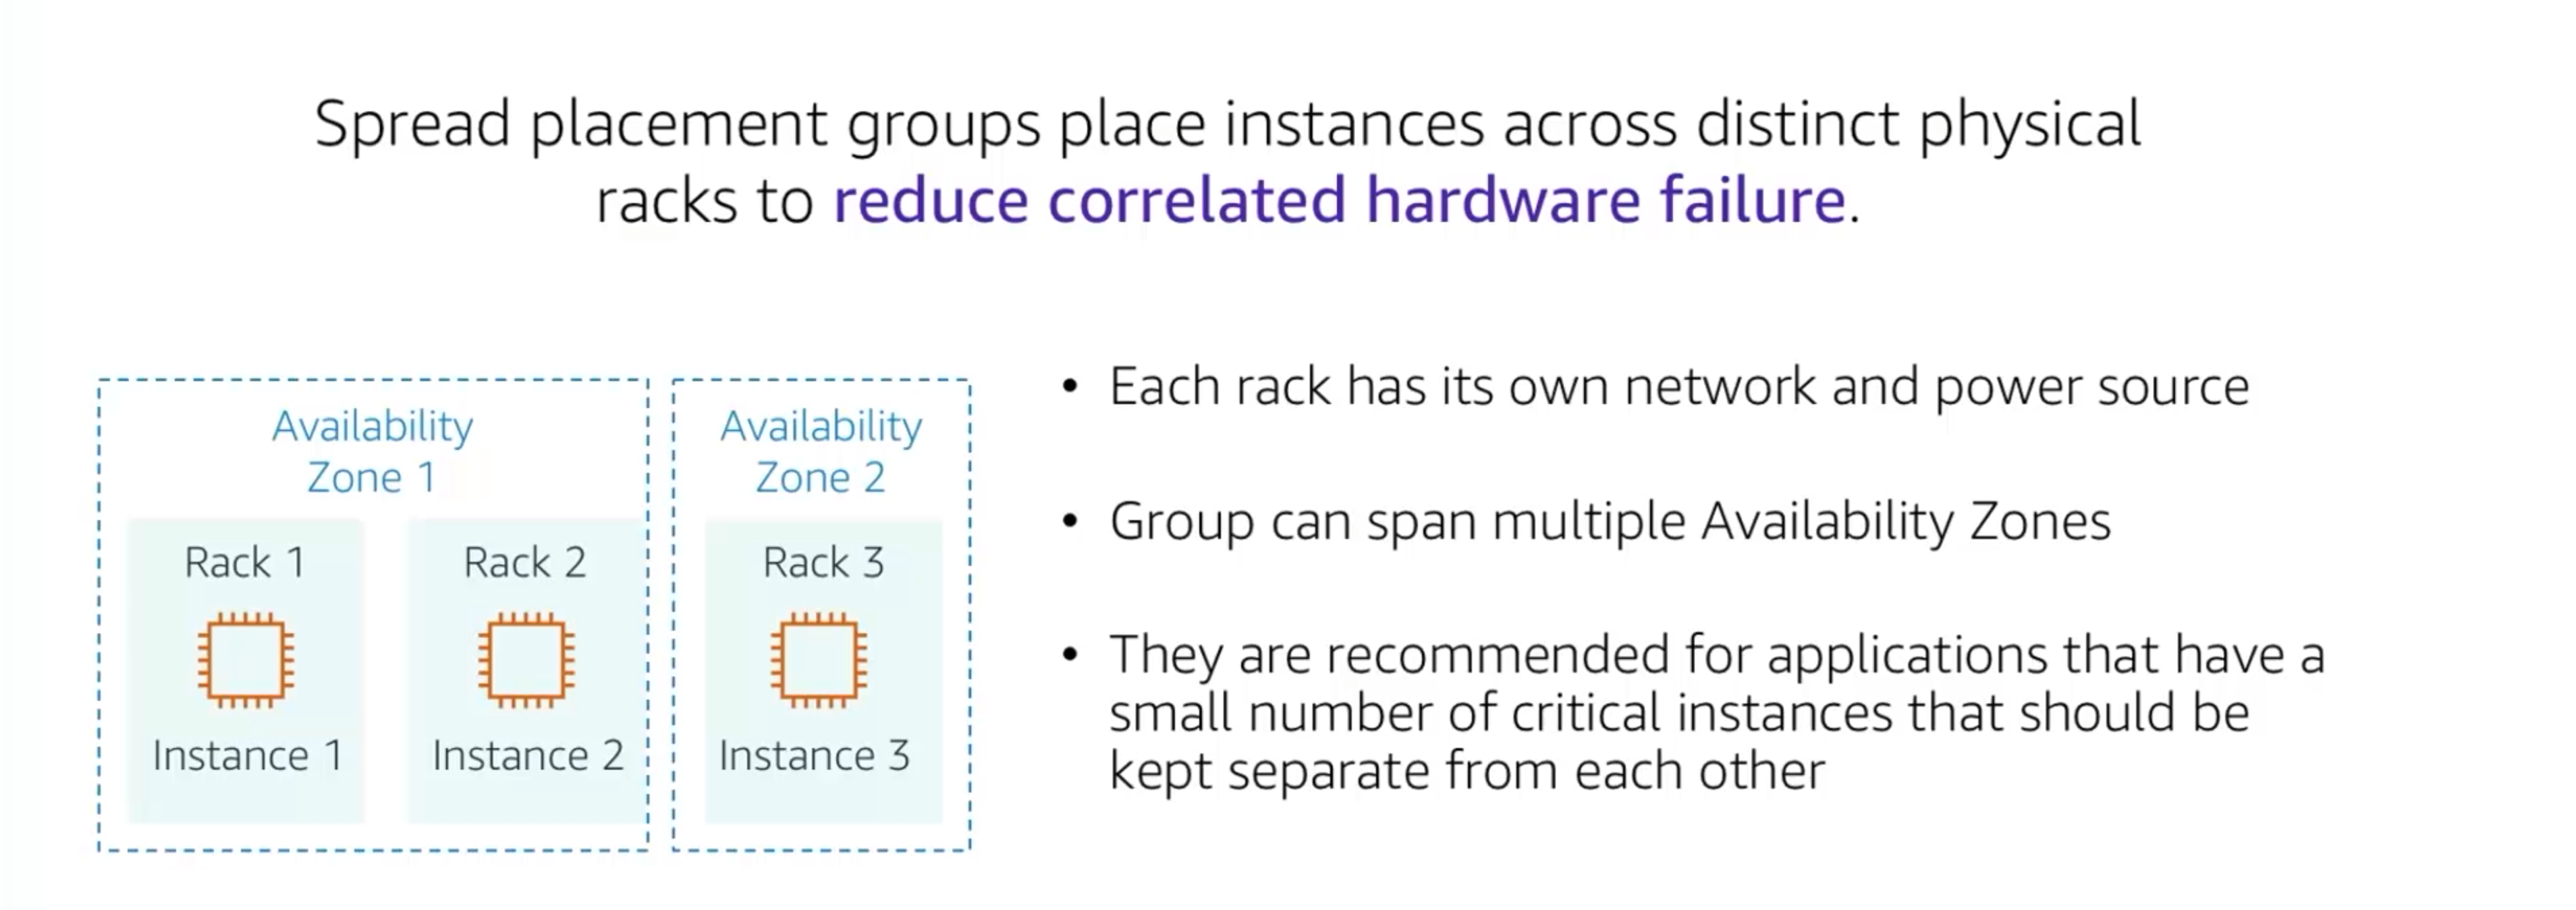 Spread placement groups place instances across distinct physical
racks to reduce correlated hardware failure.
Availability
Zone 1
Rack 1
Instance 1
Rack 2
Instance 2
Availability
Zone 2
Rack 3
Instance 3
• Each rack has its own network and power source
• Group can span multiple Availability Zones
• They are recommended for applications that have a
small number of critical instances that should be
kept separate from each other